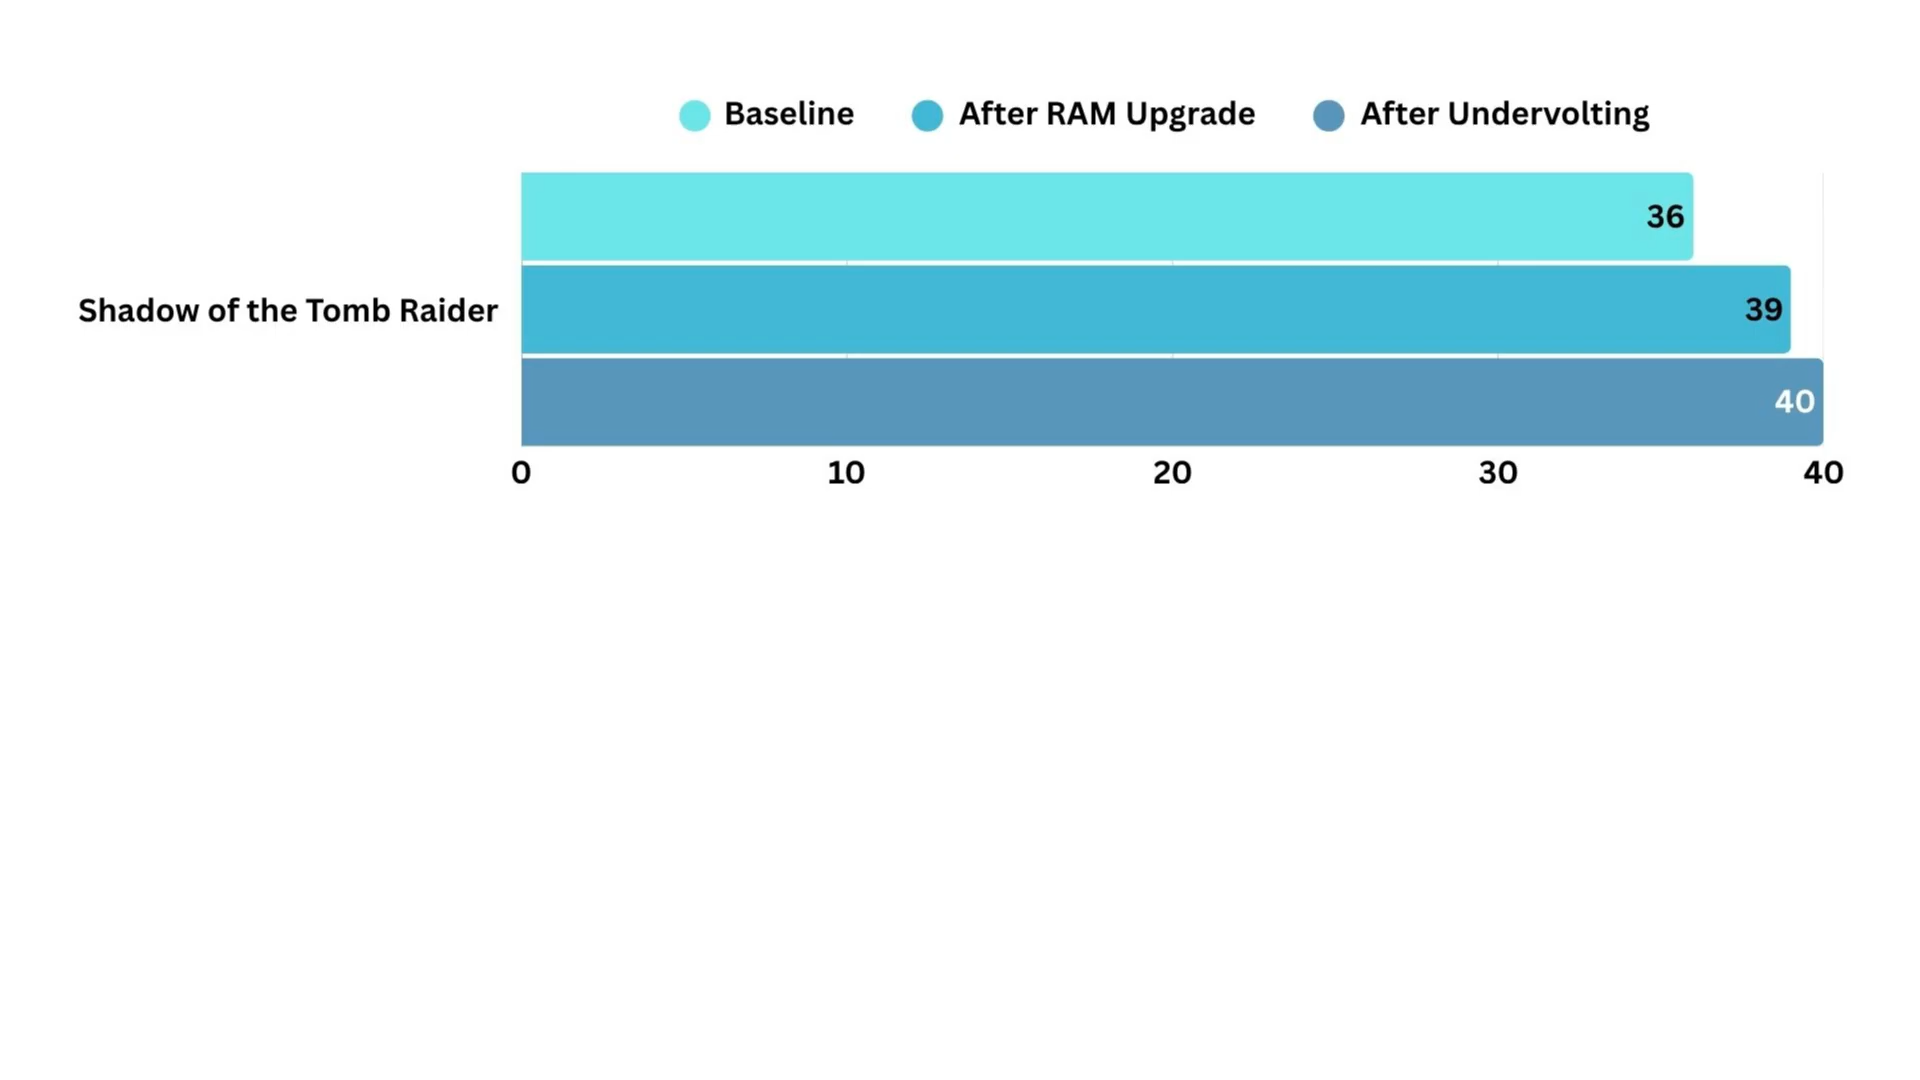 Baseline After RAM Upgrade After Undervolting
36
Shadow of the Tomb Raider 39
40
0 10 20 30 40